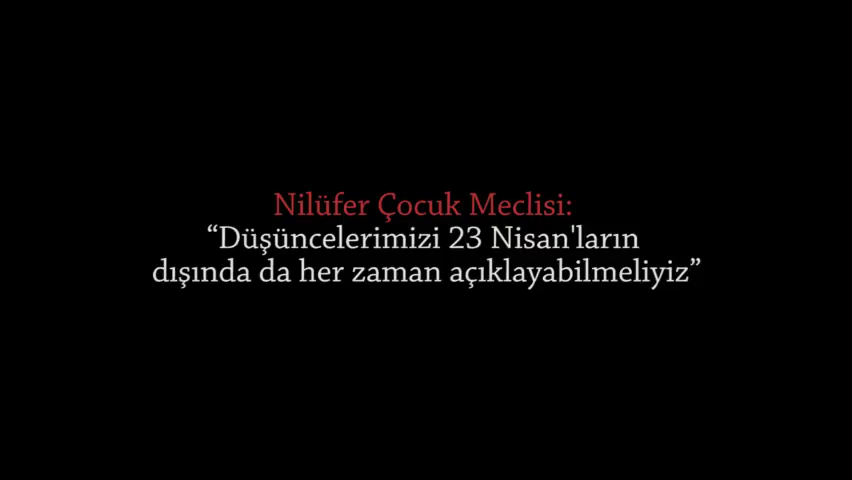 Nilüfer Çocuk Meclisi:
“Düşüncelerimizi 23 Nisan'ların
dışında da her zaman açıklayabilmeliyiz”